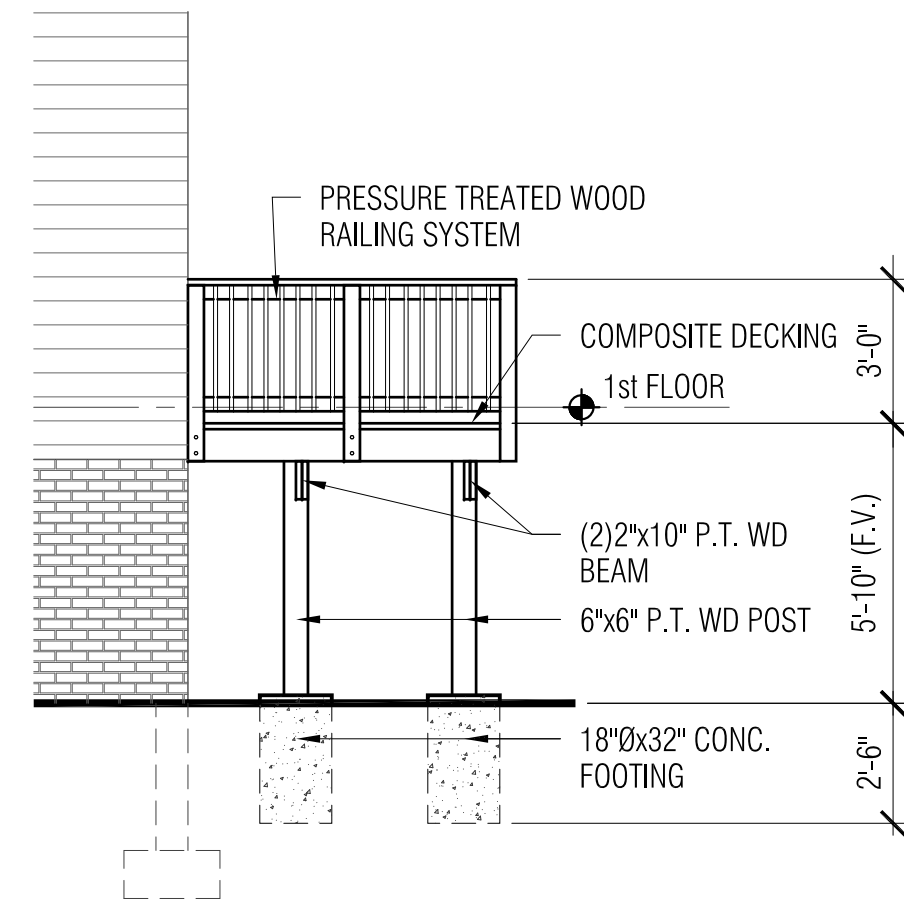 PRESSURE TREATED WOOD
RAILING SYSTEM
COMPOSITE DECKING
1st FLOOR
3'-0"
(2)2"x10" P.T. WD
BEAM
6"x6" P.T. WD POST
5'-10" (F.V.)
18"Øx32" CONC.
FOOTING
2'-6"